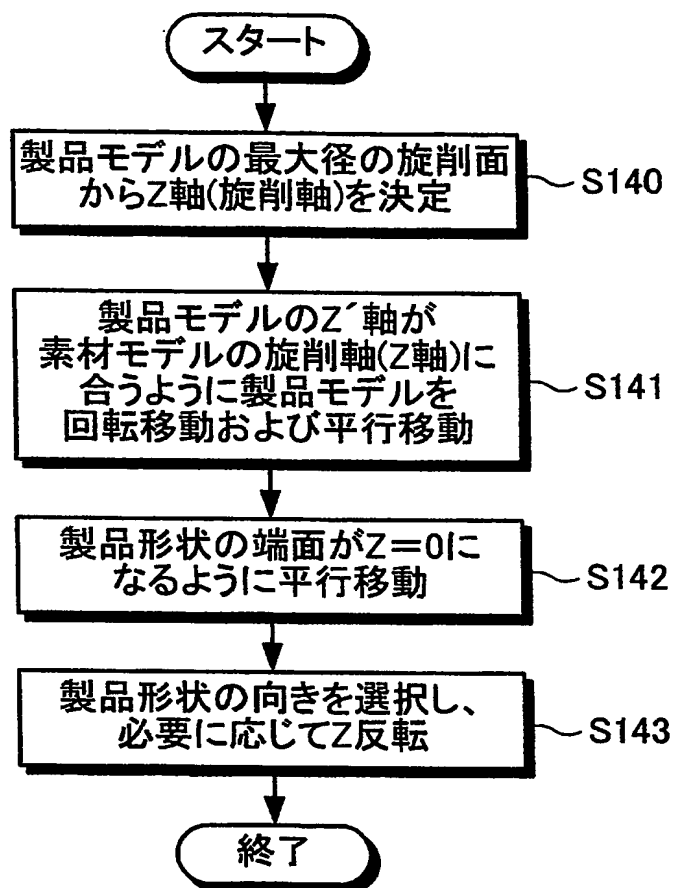 スタート
製品モデルの最大径の旋削面
からZ軸(旋削軸)を決定
S140
製品モデルのZ´軸が
素材モデルの旋削軸(Z軸)に
合うように製品モデルを
回転移動および平行移動
S141
製品形状の端面がZ=0に
なるように平行移動
S142
製品形状の向きを選択し、
必要に応じてZ反転
S143
終了